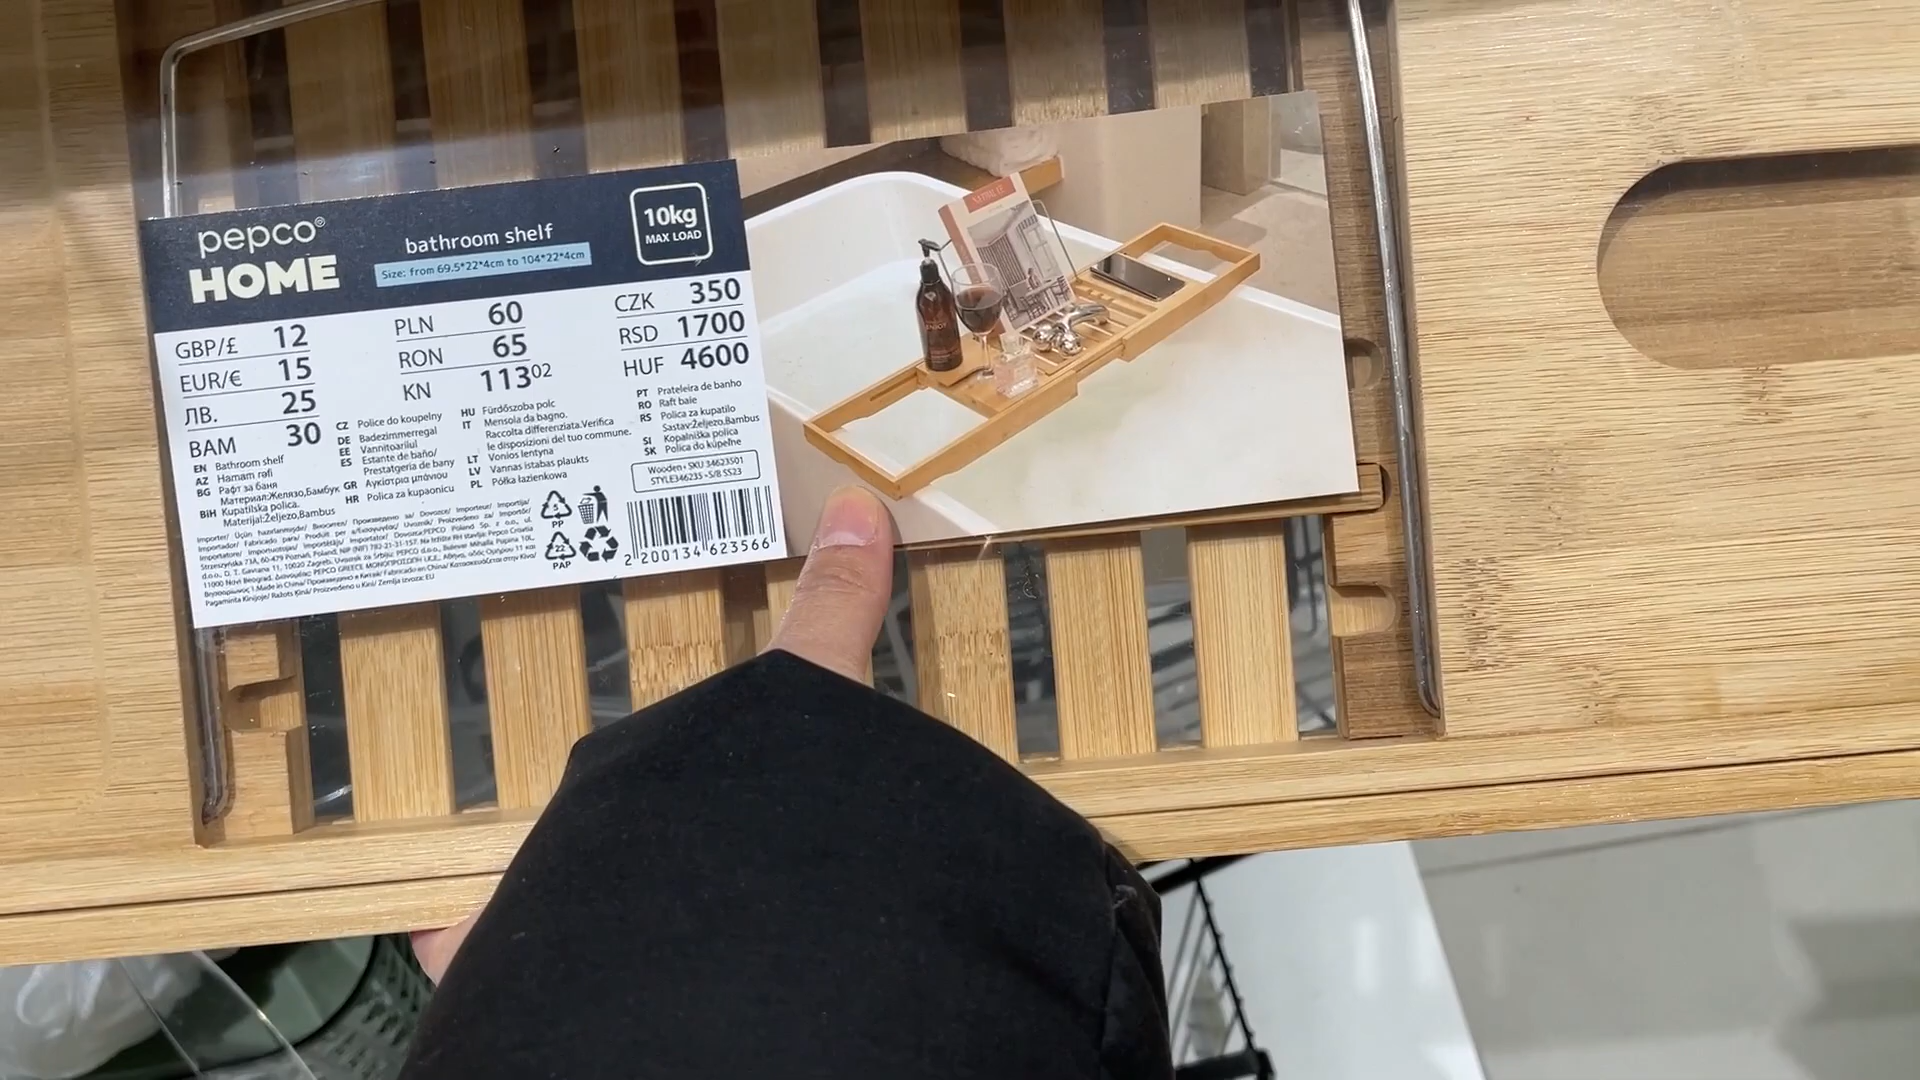 pepco®
HOME
bathroom shelf
Size: from 69.5*22*4cm to 104*22*4cm
10kg
MAX LOAD
GBP/£ 12
EUR/€ 15
ЛВ. 25
BAM 30
PLN 60
RON 65
KN 113⁰²
CZK 350
RSD 1700
HUF 4600
EN Bathroom shelf
AZ Hamam rəfi
BG Рафт за баня
Материал:Желязо,Бамбук
BiH Kupatilska polica.
Materijal:Željezo,Bambus
CZ Police do koupelny
DE Badezimmerregal
EE Vannitoariiul
ES Estante de baño/
Prestatgeria de bany
GR Αγκίστρια μπάνιου
HR Polica za kupaonicu
HU Fürdőszoba polc
IT Mensola da bagno.
Raccolta differenziata.Verifica
le disposizioni del tuo commune.
LT Vonios lentyna
LV Vannas istabas plaukts
PL Półka łazienkowa
PT Prateleira de banho
RO Raft baie
RS Polica za kupatilo
Sastav:Željezo,Bambus
SI Kopalniška polica
SK Polica do kúpeľne
Wooden • SKU 34623501
STYLE346235 • S/B SS23
5
PP
22
PAP
2 200134 623566